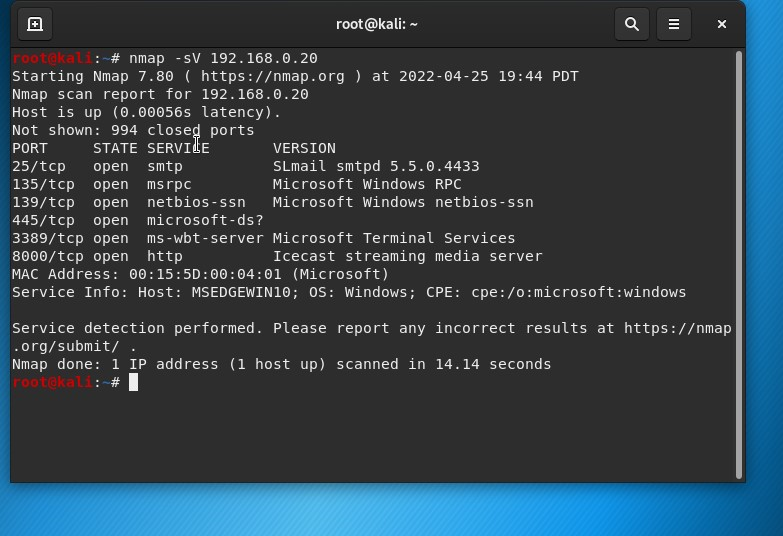 root@kali: ~
root@kali:~# nmap -sV 192.168.0.20
Starting Nmap 7.80 ( https://nmap.org ) at 2022-04-25 19:44 PDT
Nmap scan report for 192.168.0.20
Host is up (0.00056s latency).
Not shown: 994 closed ports
PORT     STATE SERVICE       VERSION
25/tcp   open  smtp          SLmail smtpd 5.5.0.4433
135/tcp  open  msrpc         Microsoft Windows RPC
139/tcp  open  netbios-ssn   Microsoft Windows netbios-ssn
445/tcp  open  microsoft-ds?
3389/tcp open  ms-wbt-server Microsoft Terminal Services
8000/tcp open  http          Icecast streaming media server
MAC Address: 00:15:5D:00:04:01 (Microsoft)
Service Info: Host: MSEDGEWIN10; OS: Windows; CPE: cpe:/o:microsoft:windows
Service detection performed. Please report any incorrect results at https://nmap
.org/submit/ .
Nmap done: 1 IP address (1 host up) scanned in 14.14 seconds
root@kali:~#